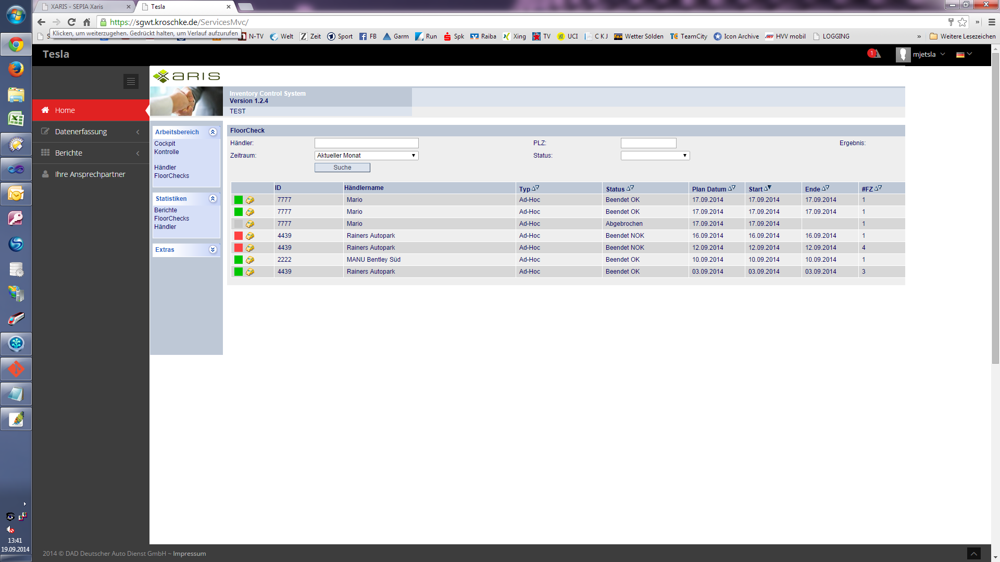 XARIS - SEPIA Xaris
Tesla
https://sgwt.kroschke.de/ServicesMvc/
Klicken, um weiterzugehen. Gedrückt halten, um Verlauf aufzurufen
N-TV Welt Zeit Sport FB Garm Run Spk Raiba Xing TV UCI C K J Wetter Sölden TeamCity Icon Archive HVV mobil LOGGING » Weitere Lesezeichen
Tesla
1
mjetsla
ARIS
Home
Datenerfassung
Berichte
Ihre Ansprechpartner
Inventory Control System
Version 1.2.4
TEST
Arbeitsbereich
Cockpit
Kontrolle
Händler
FloorChecks
Statistiken
Berichte
FloorChecks
Händler
Extras
FloorCheck
Händler: PLZ: Ergebnis:
Zeitraum: Aktueller Monat Status:
Suche
ID Händlername Typ Status Plan Datum Start Ende #FZ
7777 Mario Ad-Hoc Beendet OK 17.09.2014 17.09.2014 17.09.2014 1
7777 Mario Ad-Hoc Beendet OK 17.09.2014 17.09.2014 17.09.2014 1
7777 Mario Ad-Hoc Abgebrochen 17.09.2014 17.09.2014 1
4439 Rainers Autopark Ad-Hoc Beendet NOK 16.09.2014 16.09.2014 16.09.2014 1
4439 Rainers Autopark Ad-Hoc Beendet NOK 12.09.2014 12.09.2014 12.09.2014 4
2222 MANU Bentley Süd Ad-Hoc Beendet OK 10.09.2014 10.09.2014 10.09.2014 1
4439 Rainers Autopark Ad-Hoc Beendet OK 03.09.2014 03.09.2014 03.09.2014 3
13:41
19.09.2014
2014 © DAD Deutscher Auto Dienst GmbH ~ Impressum